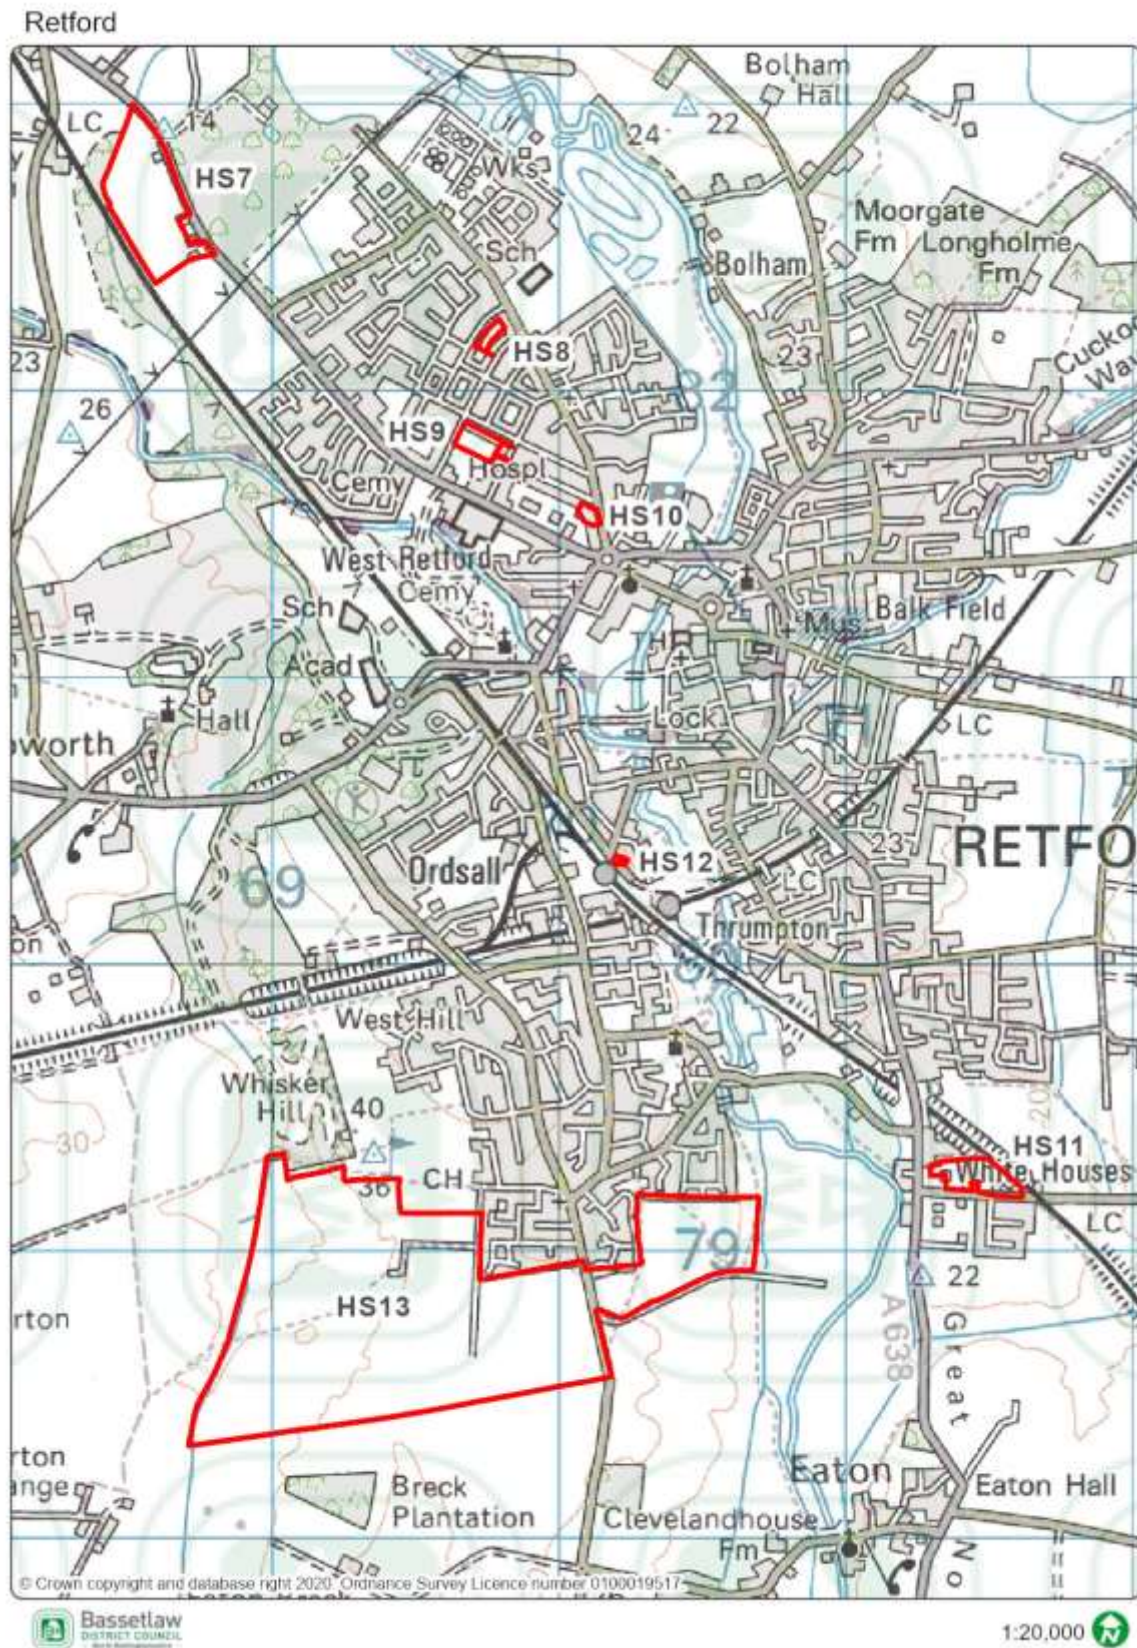 Retford
Bolham
Hall
LC
14
24
22
HS7
Wks
Sch
Moorgate
Fm
Longholme
Fm
Bolham
HS8
23
23
Cuckoo
Way
26
HS9
Hospl
Cemy
HS10
West Retford
Cemy
Sch
Mus
Balk Field
TH
Acad
Hall
Lock
LC
worth
Ordsall
HS12
23
RETFO
69
LC
Thrumpton
on
West Hill
Whisker
Hill
40
30
20
HS11
White Houses
36
CH
LC
79
22
HS13
rton
A 638
Great
No
rton
ange
Breck
Plantation
Eaton
Eaton Hall
Clevelandhouse
Fm
© Crown copyright and database right 2020. Ordnance Survey Licence number 0100019517
Bassetlaw
DISTRICT COUNCIL
1:20,000
N